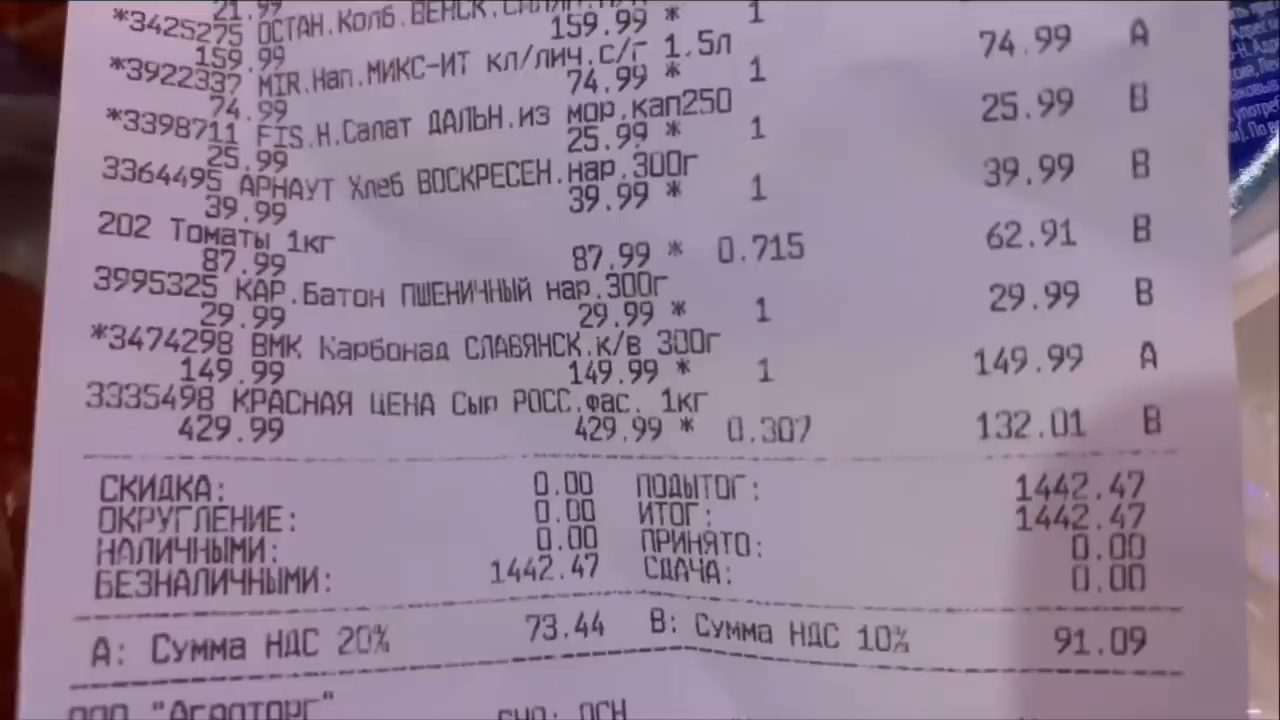 21.99
*3425275 ОСТАН.Колб.ВЕНСК.
159.99 159.99 * 1
*3922337 MIR.Нап.МИКС-ИТ кл/лич.с/г 1.5л
74.99 74.99 * 1 74.99 А
*3398711 FIS.Н.Салат ДАЛЬН.из мор.кап250
25.99 25.99 * 1 25.99 В
3364495 АРНАУТ Хлеб ВОСКРЕСЕН.нар.300г
39.99 39.99 * 1 39.99 В
202 Томаты 1кг
87.99 87.99 * 0.715 62.91 В
3995325 КАР.Батон ПШЕНИЧНЫЙ нар.300г
29.99 29.99 * 1 29.99 В
*3474298 ВМК Карбонад СЛАВЯНСК.к/в 300г
149.99 149.99 * 1 149.99 А
3335498 КРАСНАЯ ЦЕНА Сыр РОСС.фас. 1кг
429.99 429.99 * 0.307 132.01 В
СКИДКА: 0.00 ПОДЫТОГ: 1442.47
ОКРУГЛЕНИЕ: 0.00 ИТОГ: 1442.47
НАЛИЧНЫМИ: 0.00 ПРИНЯТО: 0.00
БЕЗНАЛИЧНЫМИ: 1442.47 СДАЧА: 0.00
А: Сумма НДС 20% 73.44 В: Сумма НДС 10% 91.09
ООО "Агроторг" СНО: ОСН